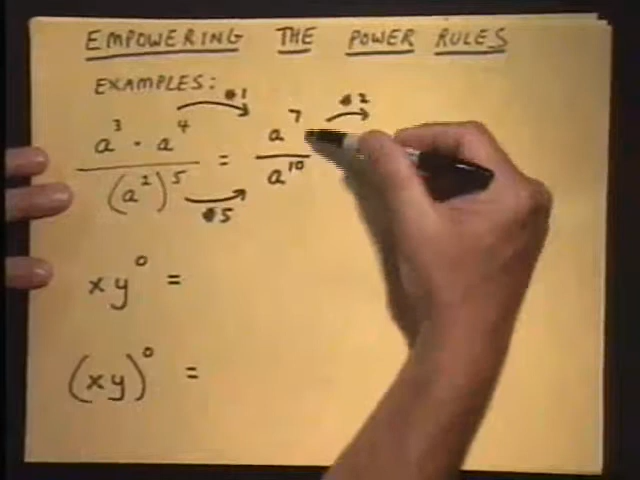 EMPOWERING THE POWER RULES
EXAMPLES:
a³ · a⁴ / (a²)⁵ = a⁷ / a¹⁰
#1 #2
#5
xy⁰ =
(xy)⁰ =